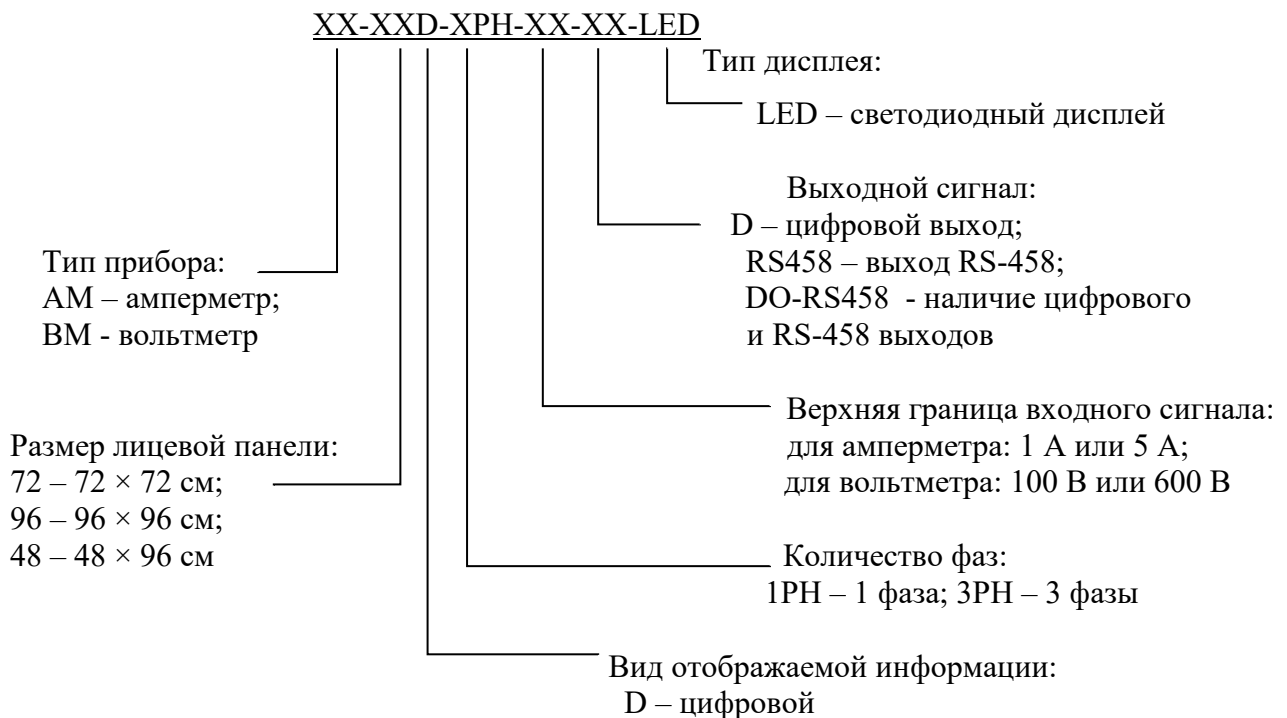 XX-XXD-XPH-XX-XX-LED
Тип дисплея:
LED – светодиодный дисплей
Выходной сигнал:
D – цифровой выход;
RS458 – выход RS-458;
DO-RS458 - наличие цифрового
и RS-458 выходов
Тип прибора:
АМ – амперметр;
ВМ - вольтметр
Верхняя граница входного сигнала:
для амперметра: 1 А или 5 А;
для вольтметра: 100 В или 600 В
Размер лицевой панели:
72 – 72 × 72 см;
96 – 96 × 96 см;
48 – 48 × 96 см
Количество фаз:
1PH – 1 фаза; 3PH – 3 фазы
Вид отображаемой информации:
D – цифровой